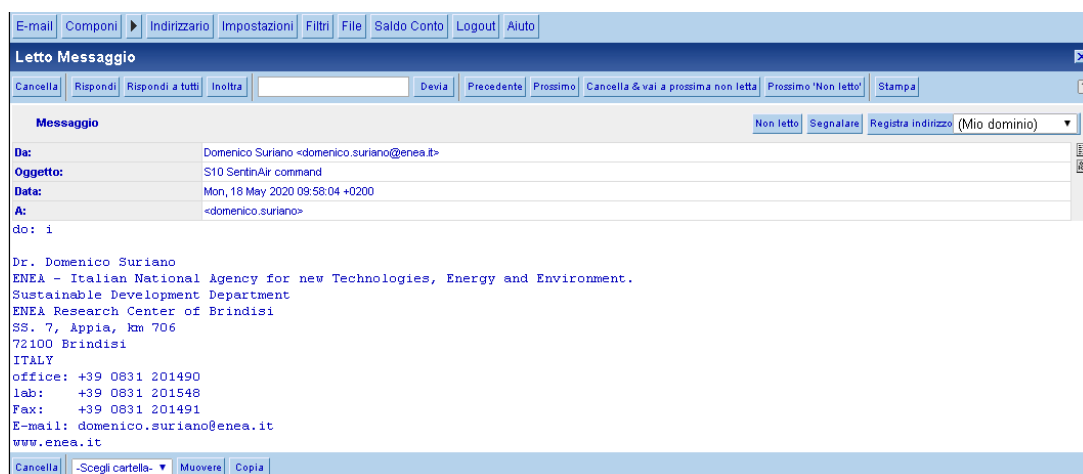 E-mail Componi Indirizzario Impostazioni Filtri File Saldo Conto Logout Aiuto
Letto Messaggio
Cancella Rispondi Rispondi a tutti Inoltra Devia Precedente Prossimo Cancella & vai a prossima non letta Prossimo 'Non letto' Stampa
Messaggio Non letto Segnalare Registra indirizzo (Mio dominio)
Da: Domenico Suriano <domenico.suriano@enea.it>
Oggetto: S10 SentinAir command
Data: Mon, 18 May 2020 09:58:04 +0200
A: <domenico.suriano>
do: i
Dr. Domenico Suriano
ENEA - Italian National Agency for new Technologies, Energy and Environment.
Sustainable Development Department
ENEA Research Center of Brindisi
SS. 7, Appia, km 706
72100 Brindisi
ITALY
office: +39 0831 201490
lab: +39 0831 201548
Fax: +39 0831 201491
E-mail: domenico.suriano@enea.it
www.enea.it
Cancella -Scegli cartella- Muovere Copia